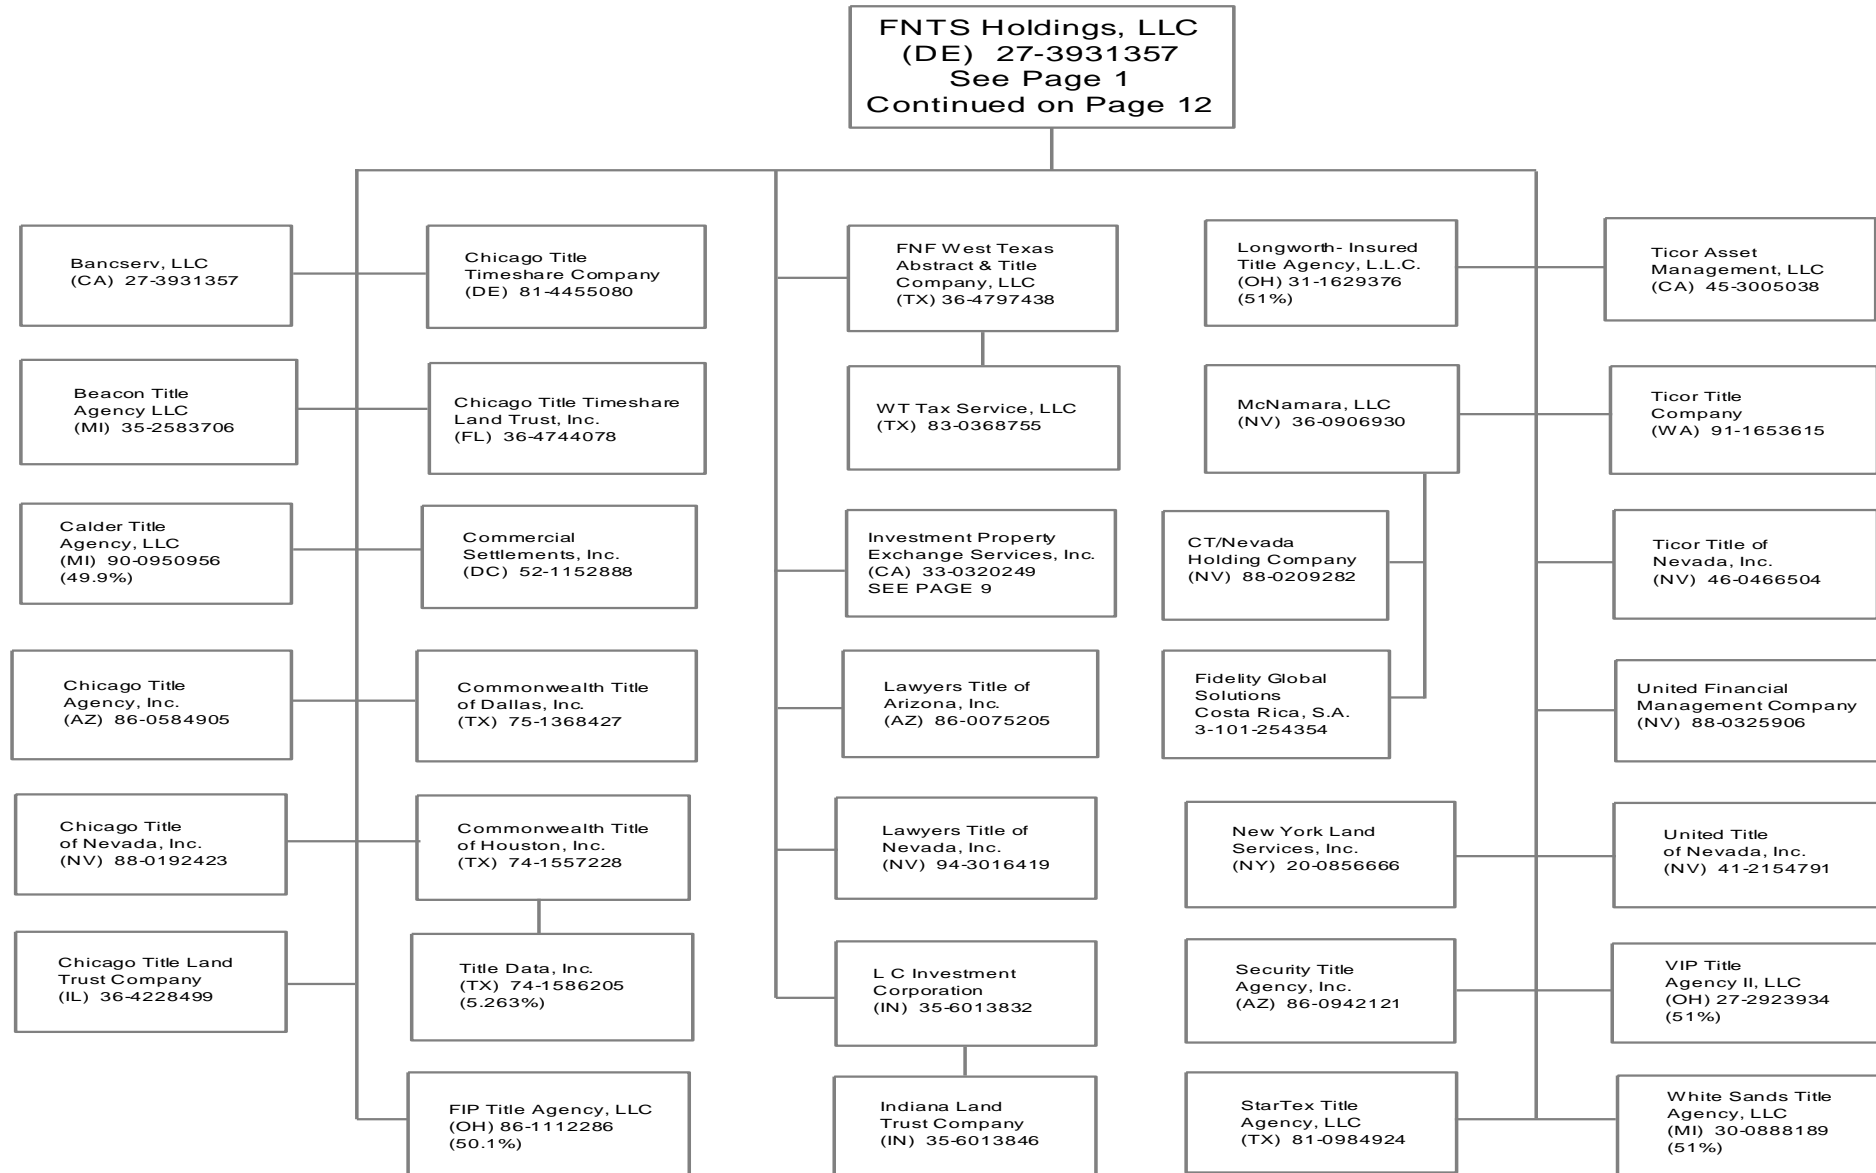 FNTS Holdings, LLC
(DE) 27-3931357
See Page 1
Continued on Page 12
Bancserv, LLC
(CA) 27-3931357
Beacon Title
Agency LLC
(MI) 35-2583706
Calder Title
Agency, LLC
(MI) 90-0950956
(49.9%)
Chicago Title
Agency, Inc.
(AZ) 86-0584905
Chicago Title
of Nevada, Inc.
(NV) 88-0192423
Chicago Title Land
Trust Company
(IL) 36-4228499
Chicago Title
Timeshare Company
(DE) 81-4455080
Chicago Title Timeshare
Land Trust, Inc.
(FL) 36-4744078
Commercial
Settlements, Inc.
(DC) 52-1152888
Commonwealth Title
of Dallas, Inc.
(TX) 75-1368427
Commonwealth Title
of Houston, Inc.
(TX) 74-1557228
Title Data, Inc.
(TX) 74-1586205
(5.263%)
FIP Title Agency, LLC
(OH) 86-1112286
(50.1%)
FNF West Texas
Abstract & Title
Company, LLC
(TX) 36-4797438
WT Tax Service, LLC
(TX) 83-0368755
Investment Property
Exchange Services, Inc.
(CA) 33-0320249
SEE PAGE 9
Lawyers Title of
Arizona, Inc.
(AZ) 86-0075205
Lawyers Title of
Nevada, Inc.
(NV) 94-3016419
L C Investment
Corporation
(IN) 35-6013832
Indiana Land
Trust Company
(IN) 35-6013846
Longworth- Insured
Title Agency, L.L.C.
(OH) 31-1629376
(51%)
McNamara, LLC
(NV) 36-0906930
CT/Nevada
Holding Company
(NV) 88-0209282
Fidelity Global
Solutions
Costa Rica, S.A.
3-101-254354
New York Land
Services, Inc.
(NY) 20-0856666
Security Title
Agency, Inc.
(AZ) 86-0942121
StarTex Title
Agency, LLC
(TX) 81-0984924
Ticor Asset
Management, LLC
(CA) 45-3005038
Ticor Title
Company
(WA) 91-1653615
Ticor Title of
Nevada, Inc.
(NV) 46-0466504
United Financial
Management Company
(NV) 88-0325906
United Title
of Nevada, Inc.
(NV) 41-2154791
VIP Title
Agency II, LLC
(OH) 27-2923934
(51%)
White Sands Title
Agency, LLC
(MI) 30-0888189
(51%)